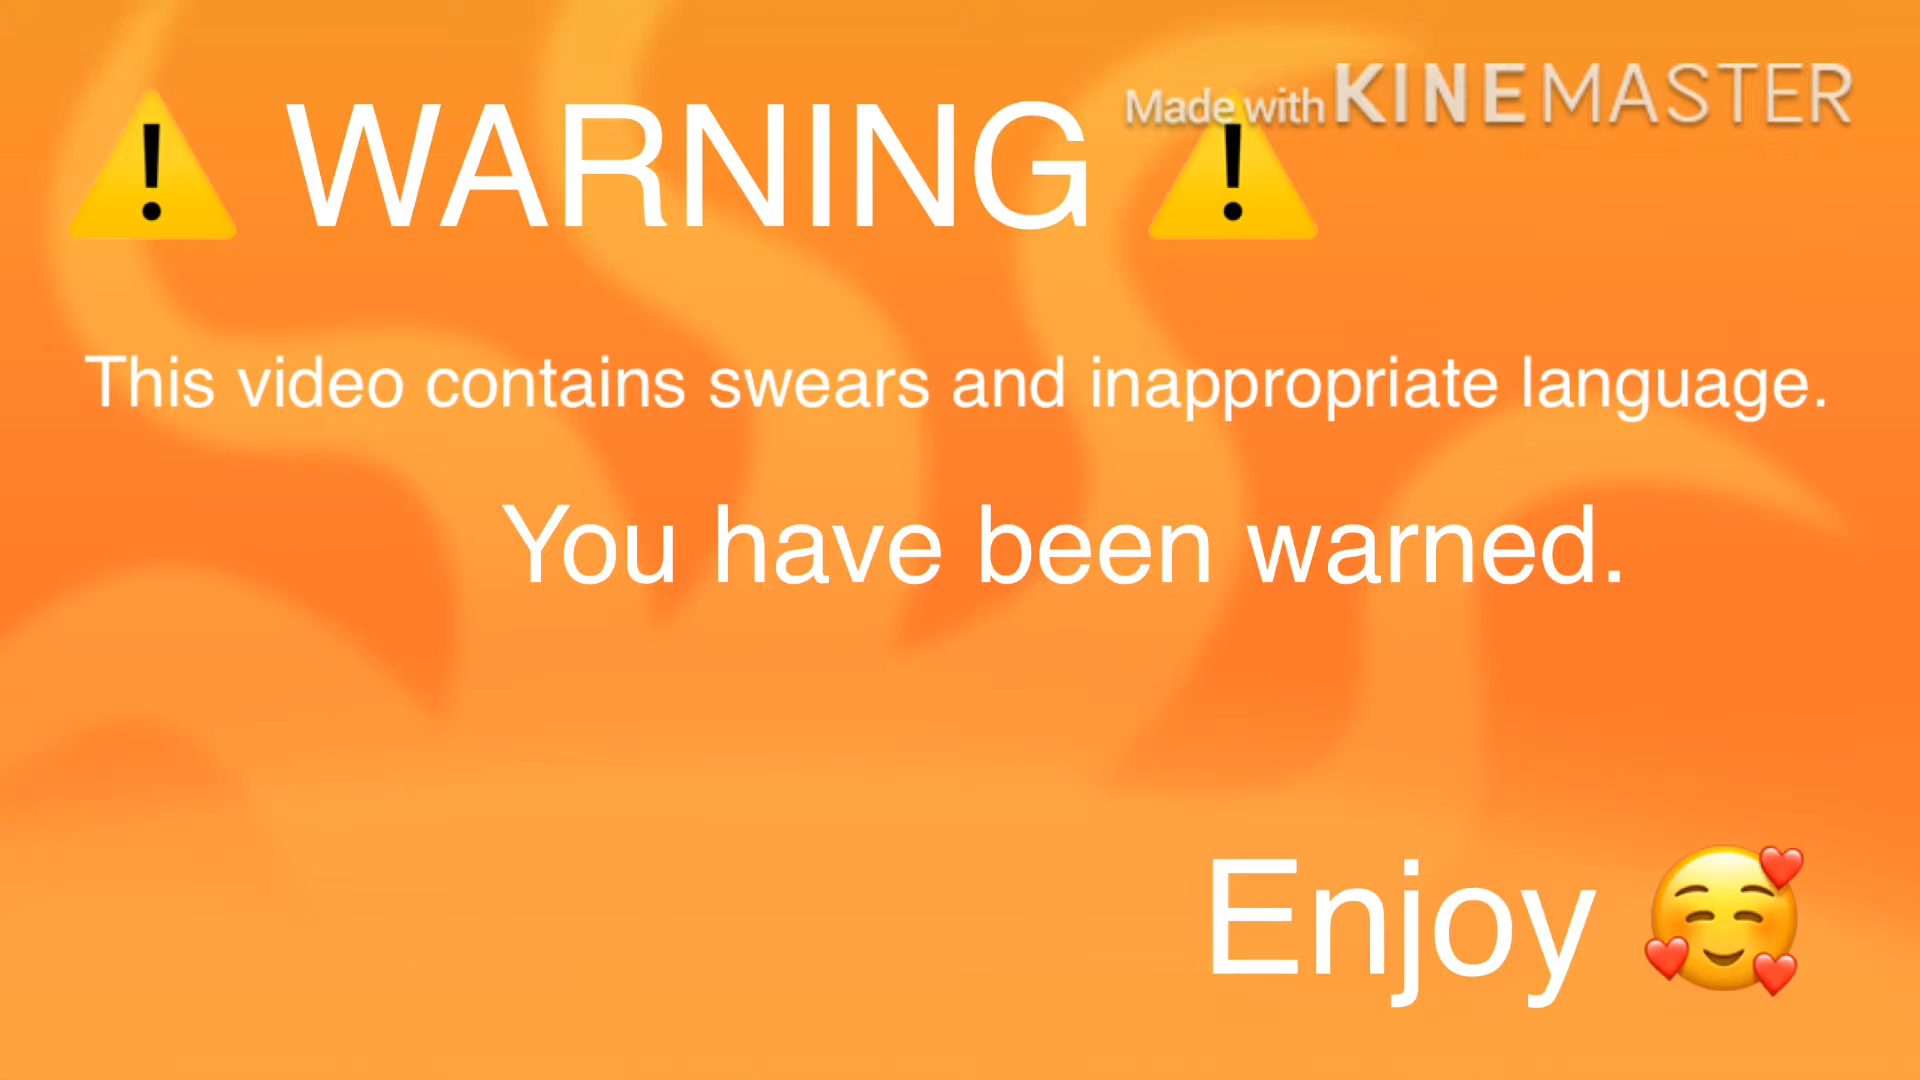 Made with KINEMASTER
⚠️ WARNING ⚠️
This video contains swears and inappropriate language.
You have been warned.
Enjoy 🥰